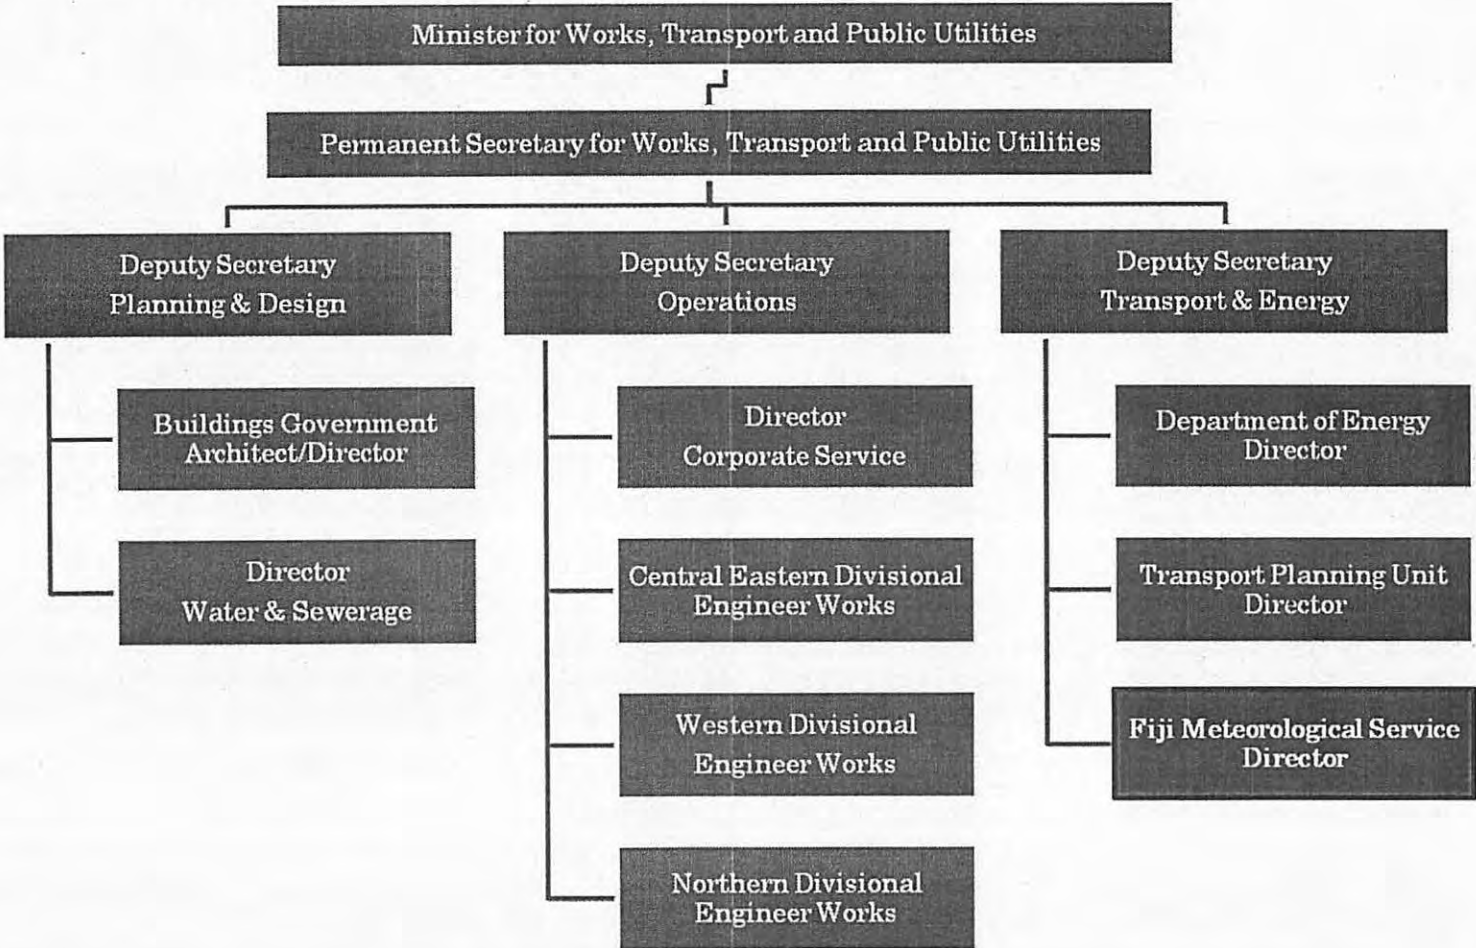 Minister for Works, Transport and Public Utilities
Permanent Secretary for Works, Transport and Public Utilities
Deputy Secretary
Planning & Design
Deputy Secretary
Operations
Deputy Secretary
Transport & Energy
Buildings Government
Architect/Director
Director
Water & Sewerage
Director
Corporate Service
Central Eastern Divisional
Engineer Works
Western Divisional
Engineer Works
Northern Divisional
Engineer Works
Department of Energy
Director
Transport Planning Unit
Director
Fiji Meteorological Service
Director